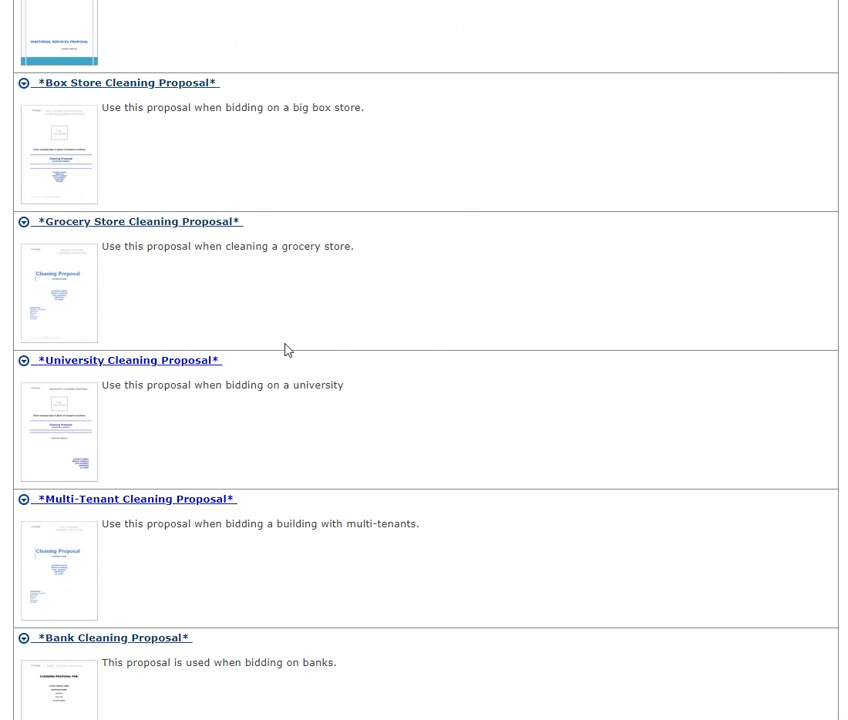 JANITORIAL SERVICES PROPOSAL
*Box Store Cleaning Proposal*
Use this proposal when bidding on a big box store.
Cleaning Proposal
*Grocery Store Cleaning Proposal*
Use this proposal when cleaning a grocery store.
Cleaning Proposal
*University Cleaning Proposal*
Use this proposal when bidding on a university
Cleaning Proposal
*Multi-Tenant Cleaning Proposal*
Use this proposal when bidding a building with multi-tenants.
Cleaning Proposal
*Bank Cleaning Proposal*
This proposal is used when bidding on banks.
CLEANING PROPOSAL FOR: